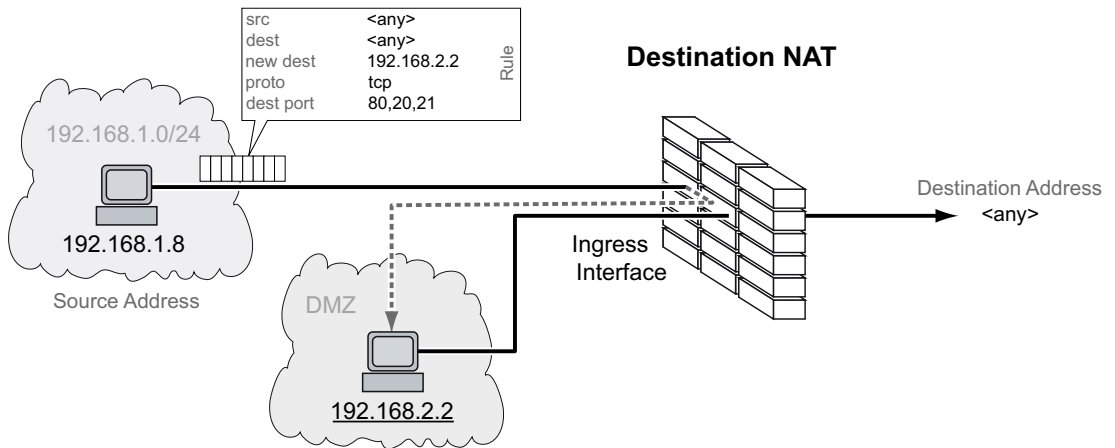 src <any>
dest <any>
new dest 192.168.2.2
proto tcp
dest port 80,20,21
Rule
Destination NAT
192.168.1.0/24
192.168.1.8
Source Address
Ingress
Interface
Destination Address
<any>
DMZ
192.168.2.2